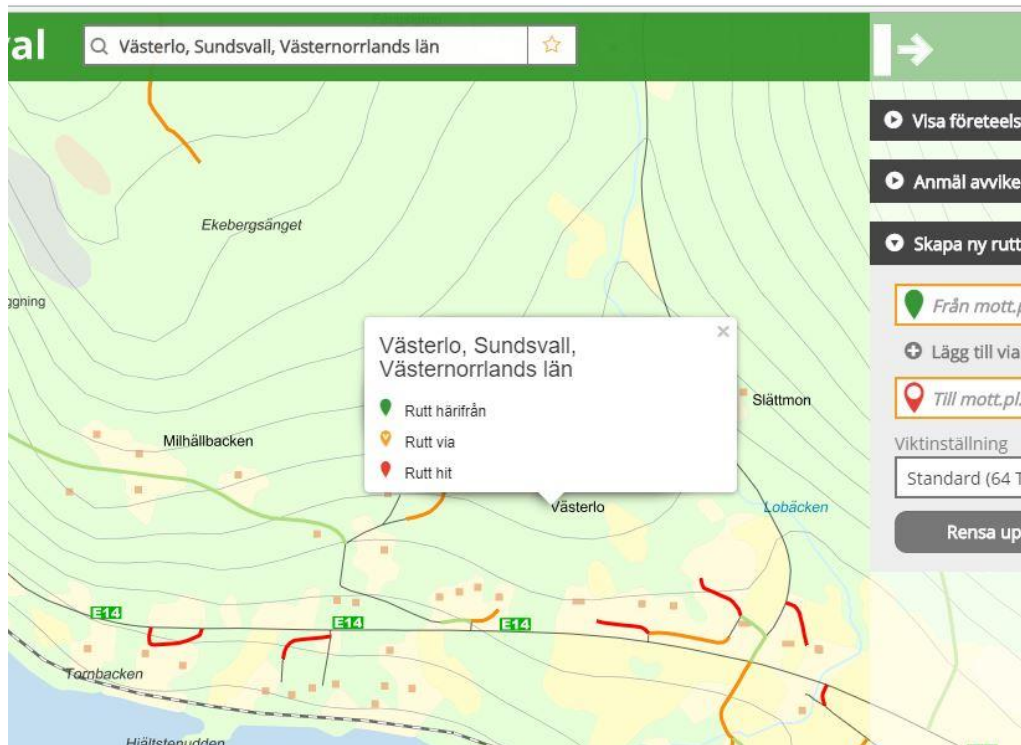 al
Västerlo, Sundsvall, Västernorrlands län
Visa företeels
Anmäl avvike
Skapa ny rutt
Från mott.p
Lägg till via
Till mott.pl.
Viktinställning
Standard (64 T
Rensa up
Ekebergsänget
ggning
Västerlo, Sundsvall,
Västernorrlands län
Rutt härifrån
Rutt via
Rutt hit
Slättmon
Milhällbacken
Västerlo
Lobäcken
E14
E14
E14
Tombacken
Hjältstenudden